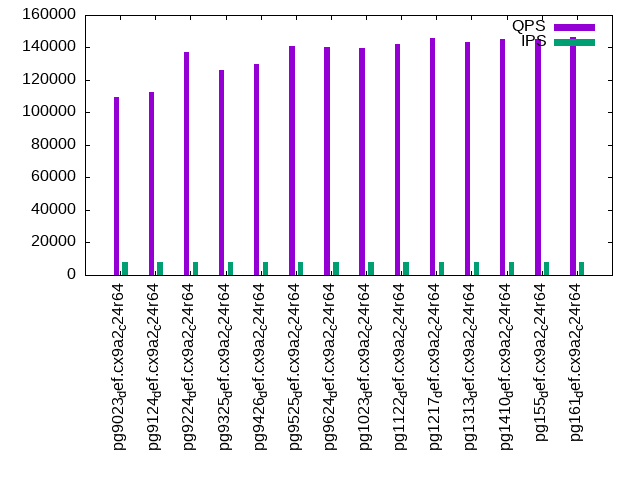 160000
140000
120000
100000
80000
60000
40000
20000
0
QPS
IPS
pg9023def.cx9a2c24r64
pg9124def.cx9a2c24r64
pg9224def.cx9a2c24r64
pg9325def.cx9a2c24r64
pg9426def.cx9a2c24r64
pg9525def.cx9a2c24r64
pg9624def.cx9a2c24r64
pg1023def.cx9a2c24r64
pg1122def.cx9a2c24r64
pg1217def.cx9a2c24r64
pg1313def.cx9a2c24r64
pg1410def.cx9a2c24r64
pg155def.cx9a2c24r64
pg161def.cx9a2c24r64